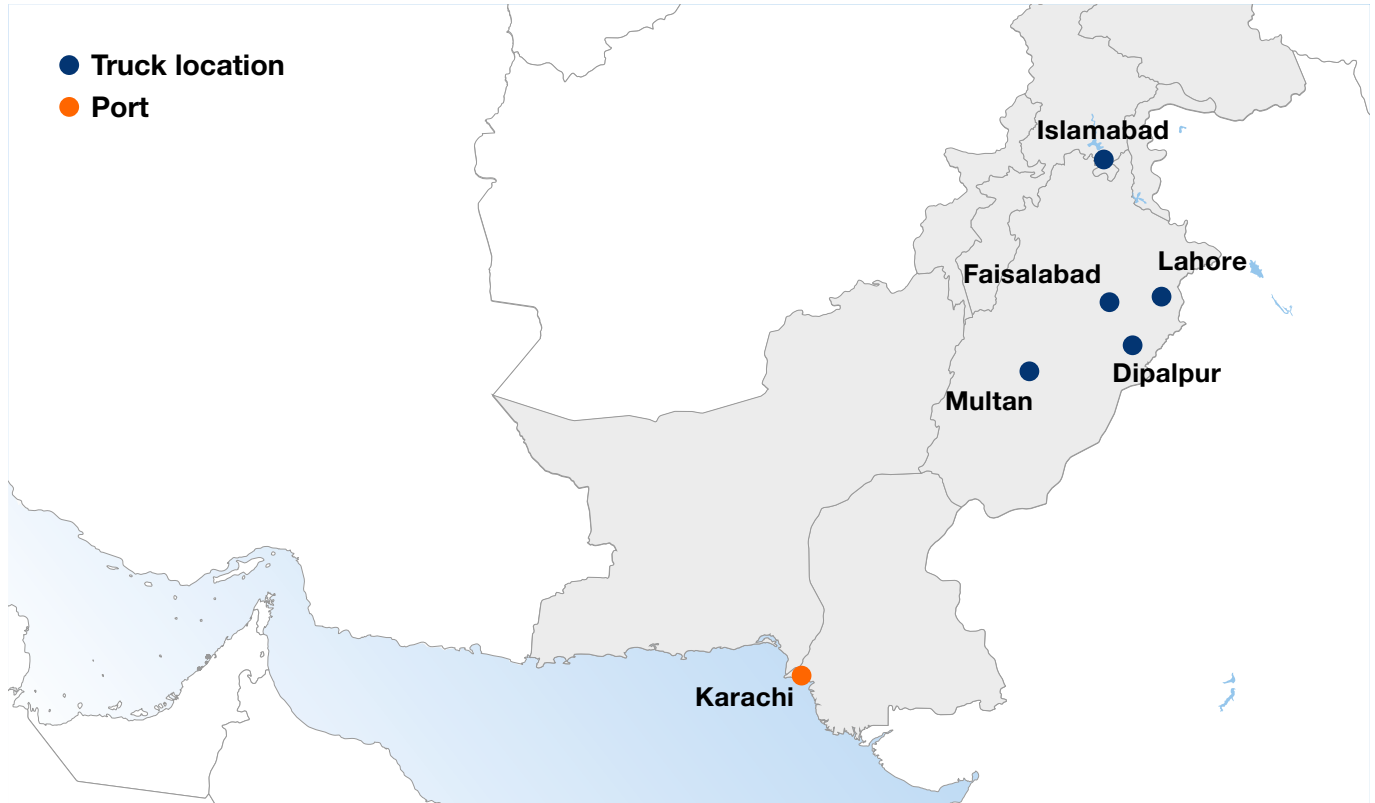 Truck location
Port
Islamabad
Lahore
Faisalabad
Dipalpur
Multan
Karachi